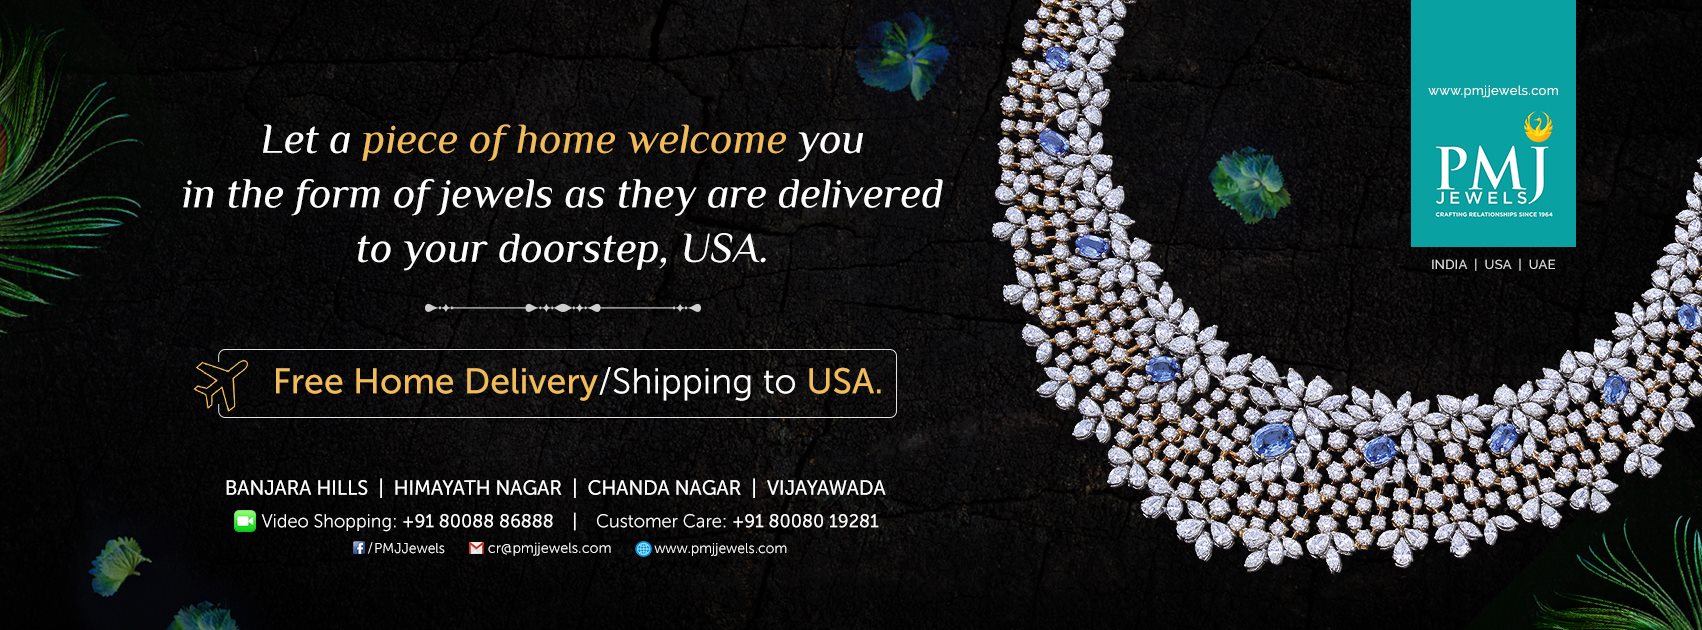 Let a piece of home welcome you
in the form of jewels as they are delivered
to your doorstep, USA.
Free Home Delivery/Shipping to USA.
BANJARA HILLS | HIMAYATH NAGAR | CHANDA NAGAR | VIJAYAWADA
Video Shopping: +91 80088 86888 | Customer Care: +91 80080 19281
/PMJJewels cr@pmjjewels.com www.pmjjewels.com
www.pmjjewels.com
PMJ
JEWELS
CRAFTING RELATIONSHIPS SINCE 1964
INDIA | USA | UAE